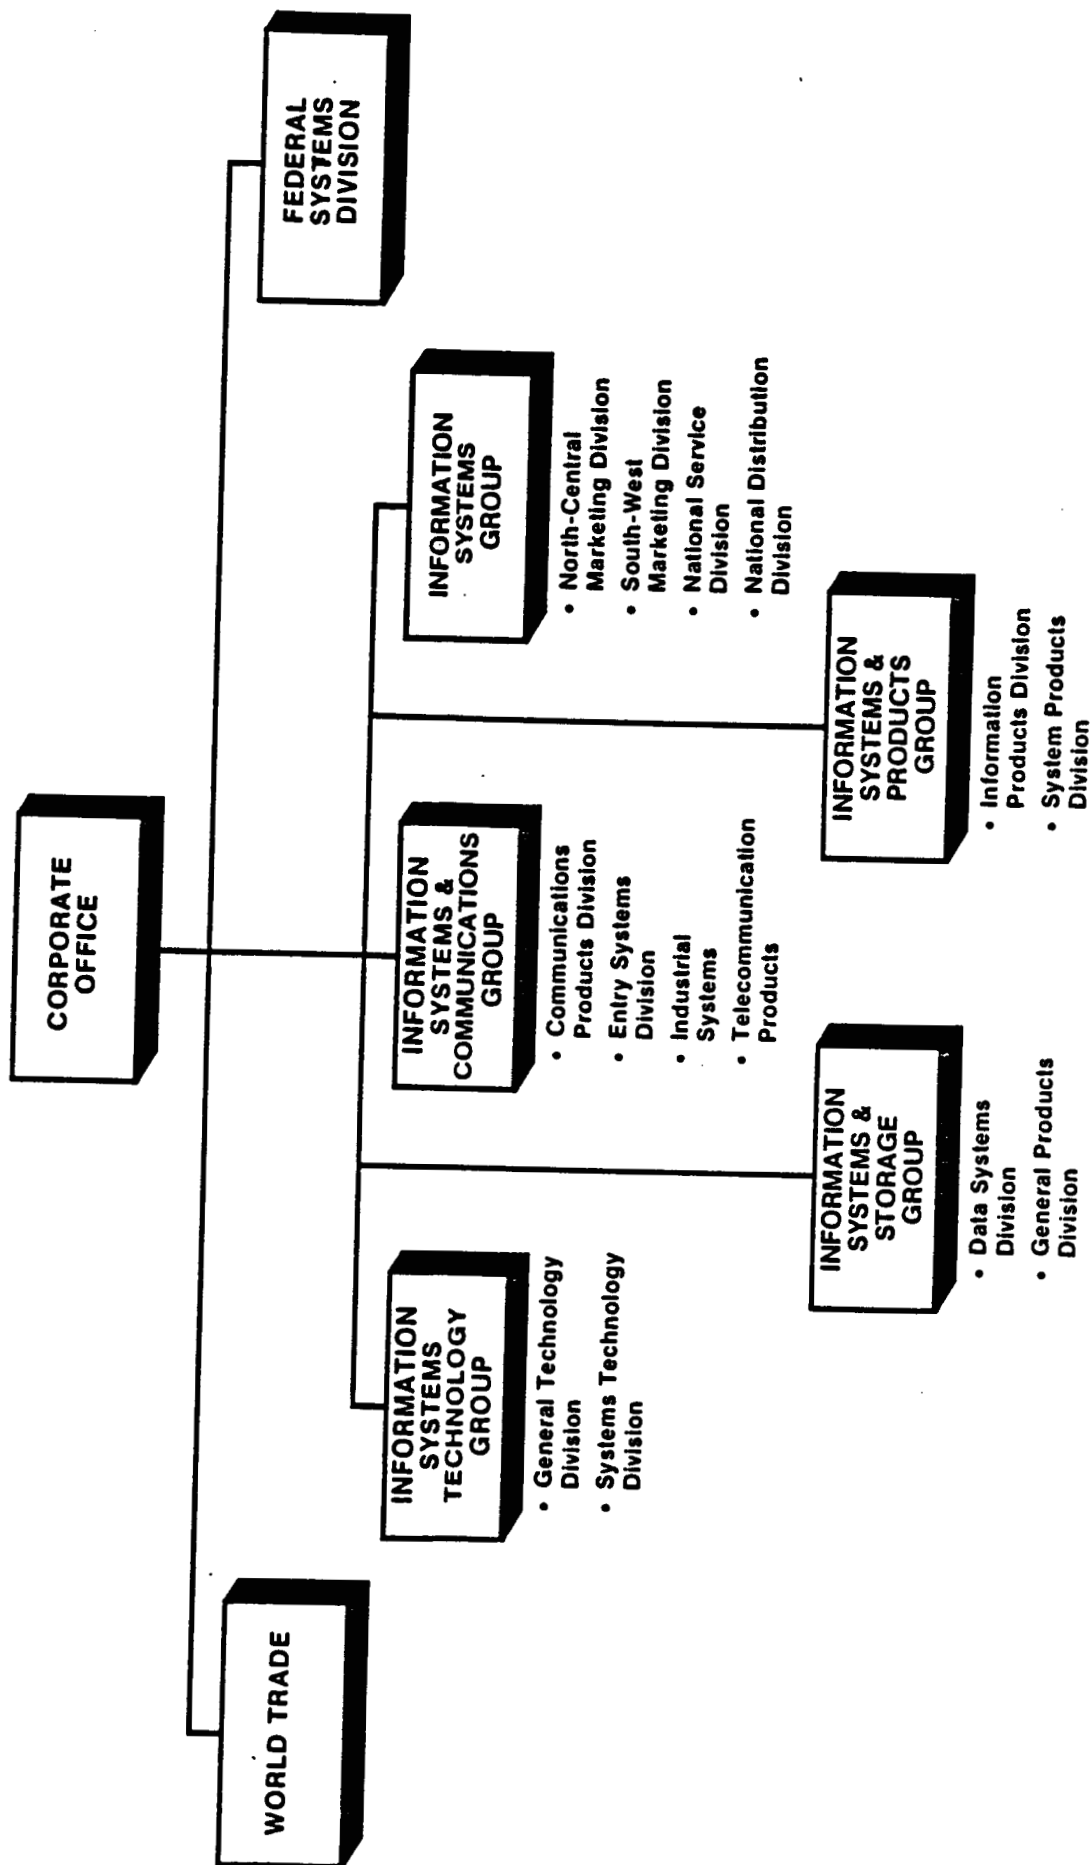 CORPORATE
OFFICE
WORLD TRADE
FEDERAL
SYSTEMS
DIVISION
INFORMATION
SYSTEMS
TECHNOLOGY
GROUP
• General Technology
Division
• Systems Technology
Division
INFORMATION
SYSTEMS &
COMMUNICATIONS
GROUP
• Communications
Products Division
• Entry Systems
Division
• Industrial
Systems
• Telecommunication
Products
INFORMATION
SYSTEMS
GROUP
• North-Central
Marketing Division
• South-West
Marketing Division
• National Service
Division
• National Distribution
Division
INFORMATION
SYSTEMS &
STORAGE
GROUP
• Data Systems
Division
• General Products
Division
INFORMATION
SYSTEMS &
PRODUCTS
GROUP
• Information
Products Division
• System Products
Division